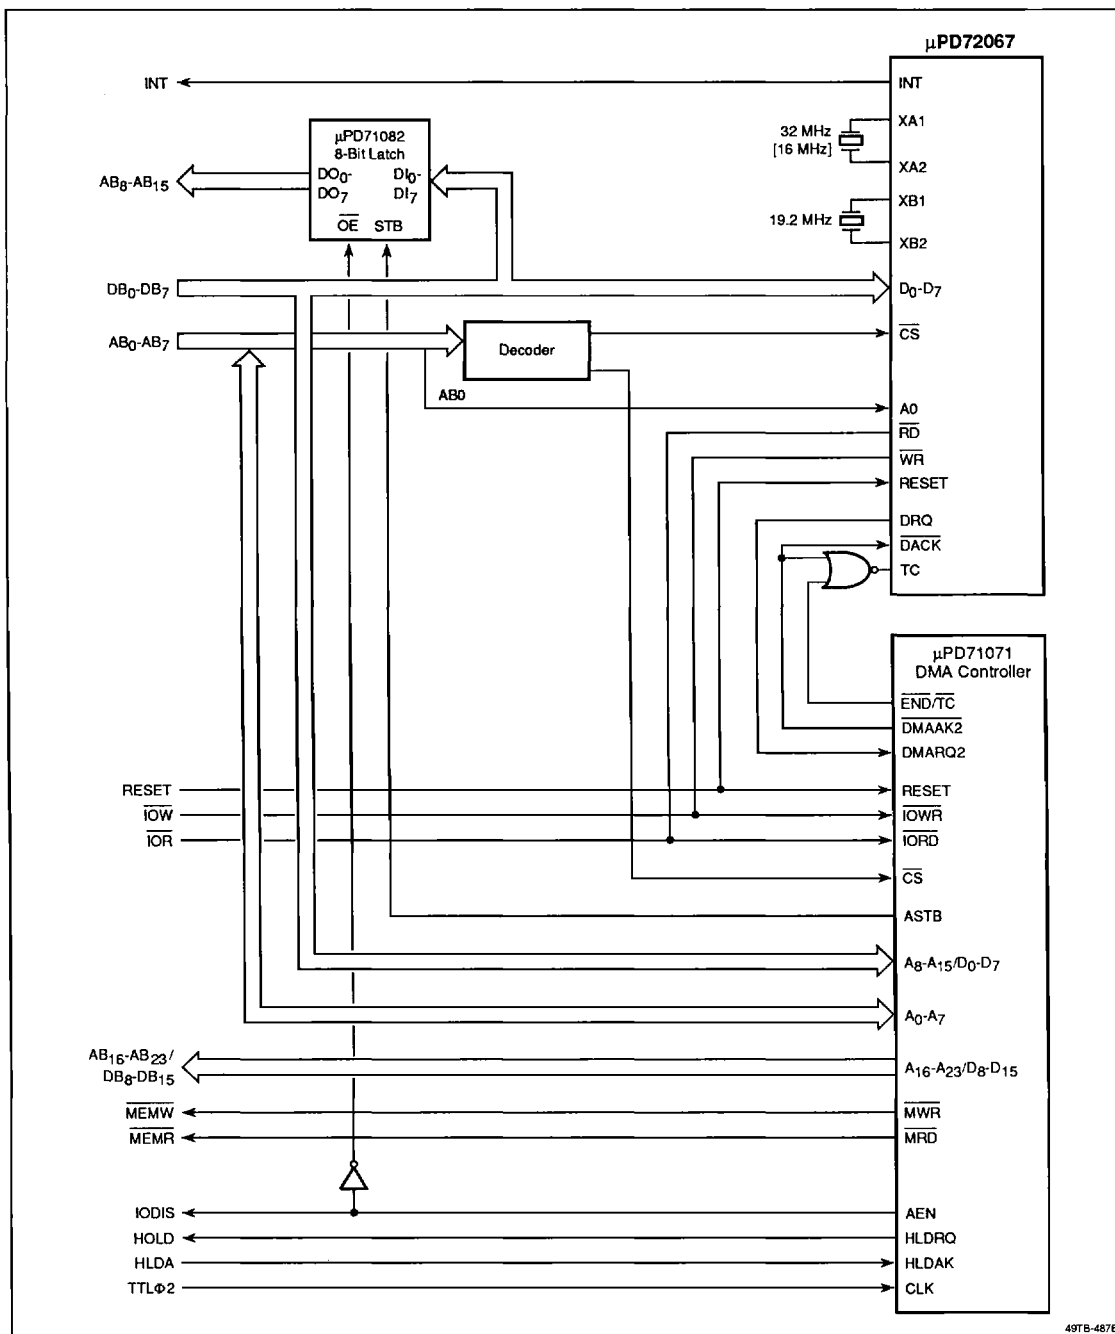 μPD72067
INT
INT
μPD71082
8-Bit Latch
DO0-
DO7
DI0-
DI7
OE
STB
AB8-AB15
32 MHz
[16 MHz]
XA1
XA2
19.2 MHz
XB1
XB2
DB0-DB7
D0-D7
AB0-AB7
Decoder
CS
AB0
A0
RD
WR
RESET
DRQ
DACK
TC
μPD71071
DMA Controller
END/TC
DMAAK2
DMARQ2
RESET
RESET
IOW
IOWR
IOR
IORD
CS
ASTB
A8-A15/D0-D7
A0-A7
AB16-AB23/
DB8-DB15
A16-A23/D8-D15
MEMW
MWR
MEMR
MRD
IODIS
AEN
HOLD
HLDRQ
HLDA
HLDAK
TTLΦ2
CLK